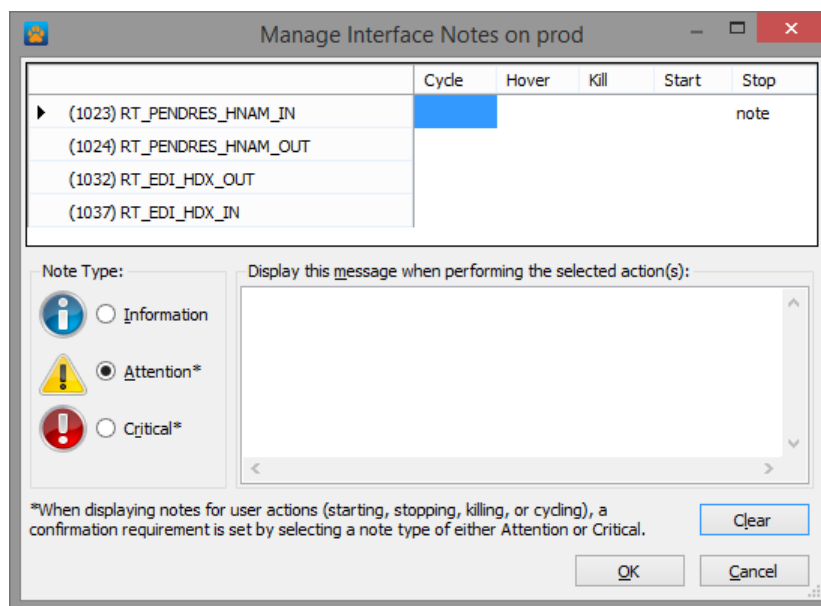 Manage Interface Notes on prod
Cycle Hover Kill Start Stop
(1023) RT_PENDRES_HNAM_IN note
(1024) RT_PENDRES_HNAM_OUT
(1032) RT_EDI_HDX_OUT
(1037) RT_EDI_HDX_IN
Note Type:
Information
Attention*
Critical*
Display this message when performing the selected action(s):
*When displaying notes for user actions (starting, stopping, killing, or cycling), a
confirmation requirement is set by selecting a note type of either Attention or Critical.
Clear
OK Cancel